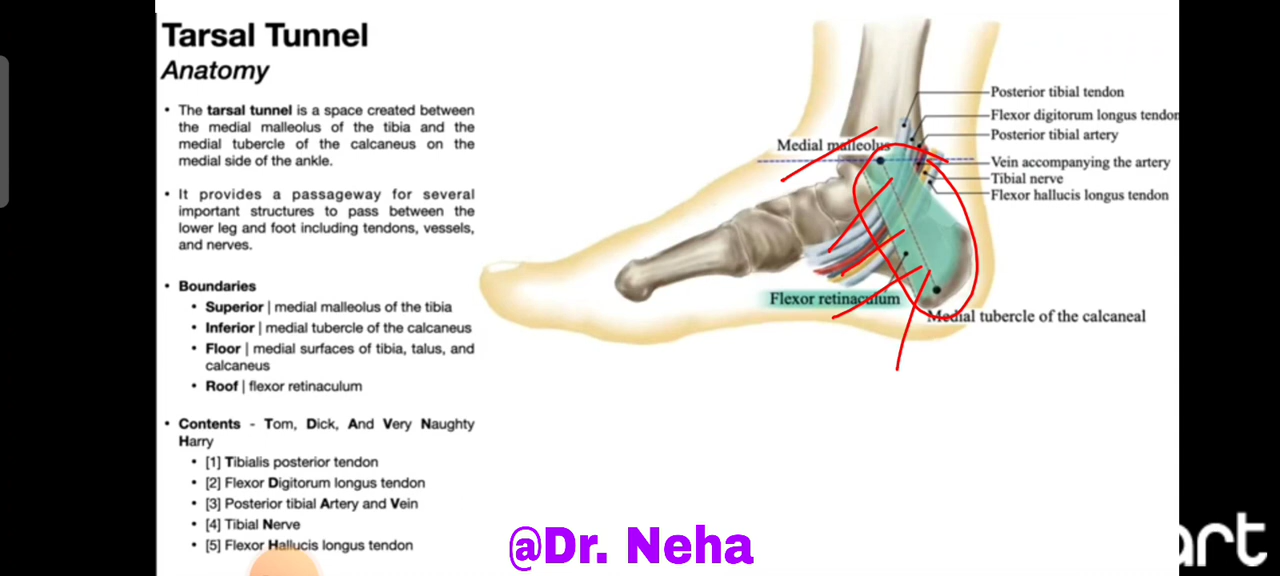 Tarsal Tunnel
Anatomy
• The tarsal tunnel is a space created between
the medial malleolus of the tibia and the
medial tubercle of the calcaneus on the
medial side of the ankle.
• It provides a passageway for several
important structures to pass between the
lower leg and foot including tendons, vessels,
and nerves.
• Boundaries
• Superior | medial malleolus of the tibia
• Inferior | medial tubercle of the calcaneus
• Floor | medial surfaces of tibia, talus, and
calcaneus
• Roof | flexor retinaculum
• Contents - Tom, Dick, And Very Naughty
Harry
• [1] Tibialis posterior tendon
• [2] Flexor Digitorum longus tendon
• [3] Posterior tibial Artery and Vein
• [4] Tibial Nerve
• [5] Flexor Hallucis longus tendon
Posterior tibial tendon
Flexor digitorum longus tendon
Posterior tibial artery
Medial malleolus
Vein accompanying the artery
Tibial nerve
Flexor hallucis longus tendon
Flexor retinaculum
Medial tubercle of the calcaneal
@Dr. Neha
art